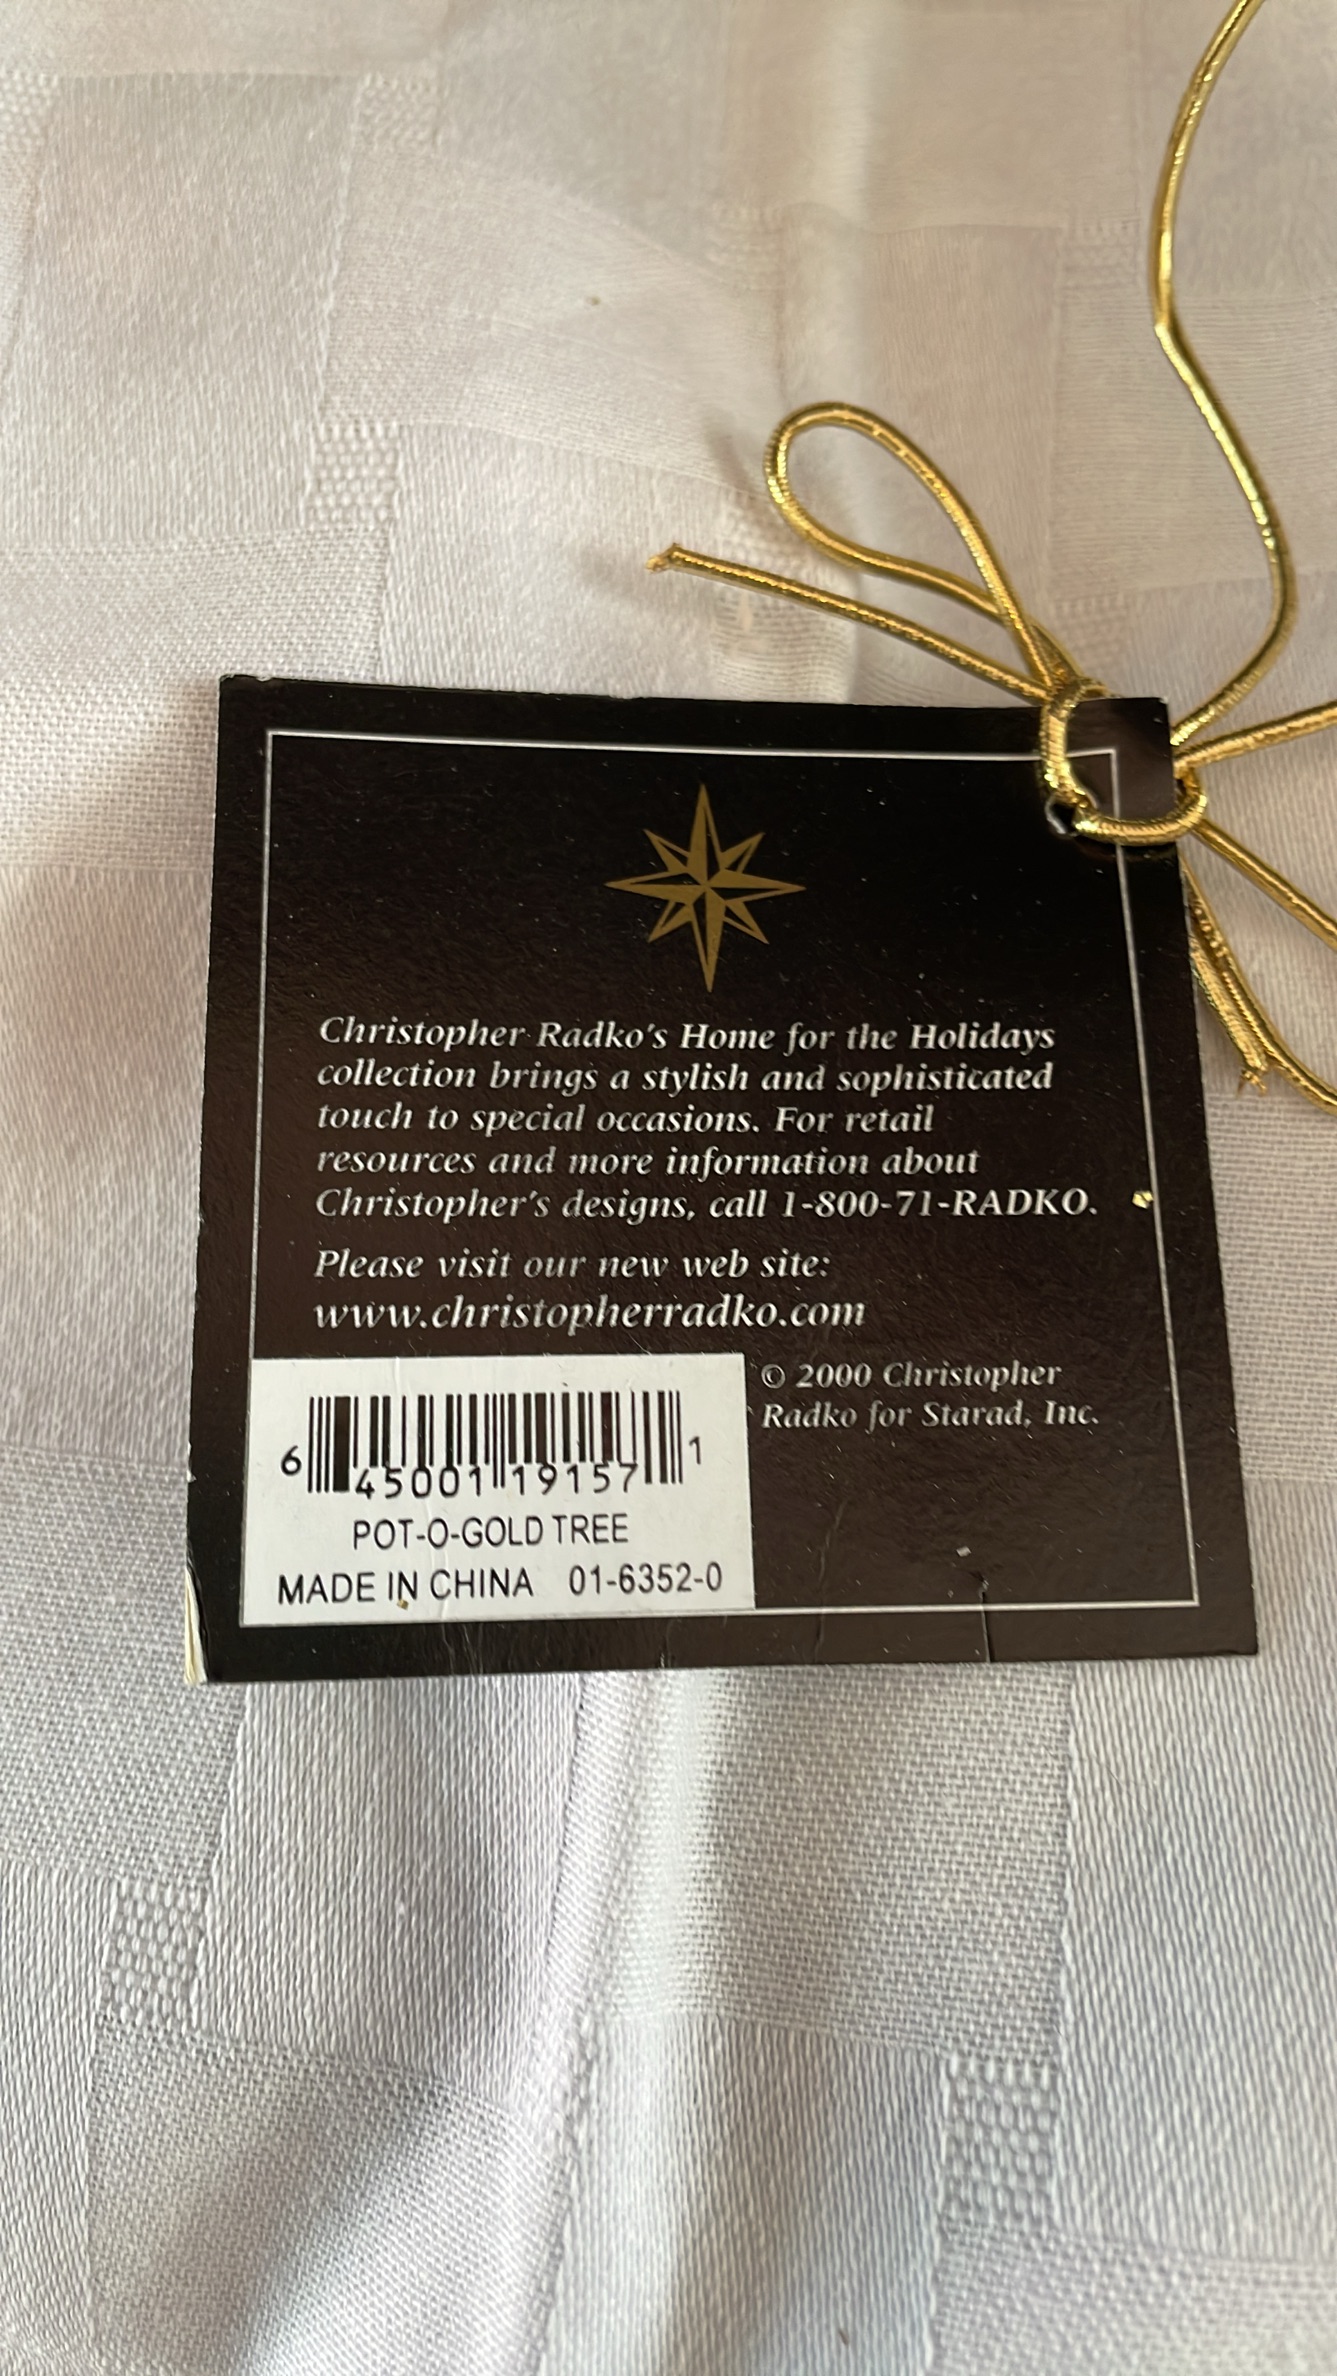 Christopher Radko's Home for the Holidays
collection brings a stylish and sophisticated
touch to special occasions. For retail
resources and more information about
Christopher's designs, call 1-800-71-RADKO.
Please visit our new web site:
www.christopherradko.com
© 2000 Christopher
Radko for Starad, Inc.
6 45001 19157 1
POT-O-GOLD TREE
MADE IN CHINA 01-6352-0